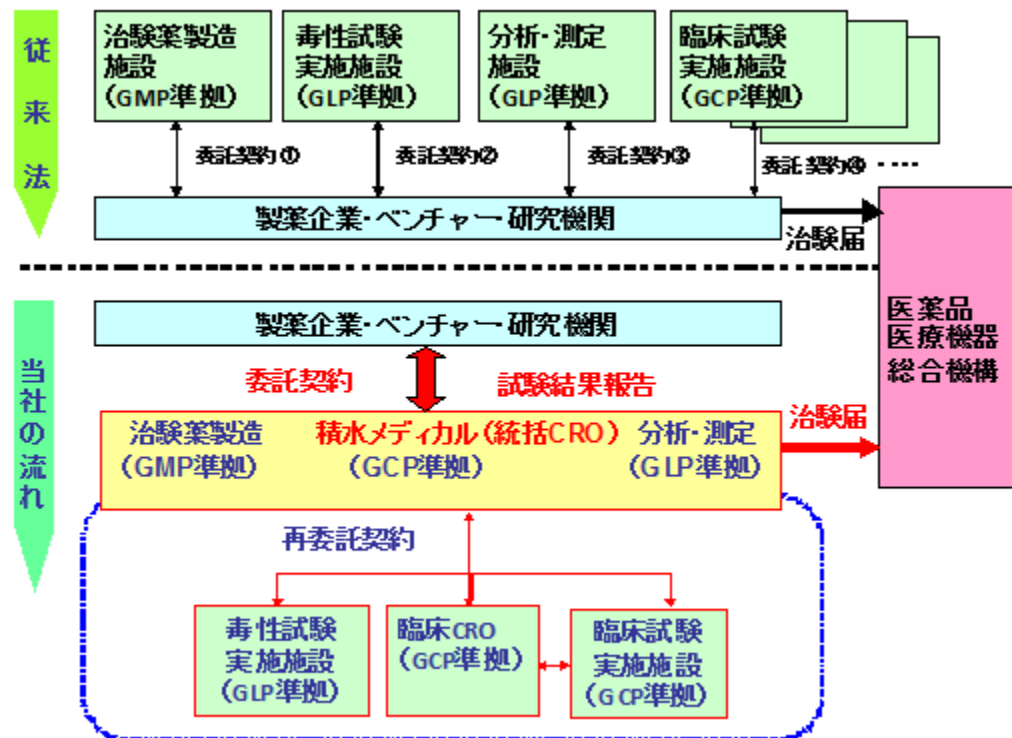 従来法
治験薬製造
施設
(GMP準拠)
毒性試験
実施施設
(GLP準拠)
分析・測定
施設
(GLP準拠)
臨床試験
実施施設
(GCP準拠)
委託契約①
委託契約②
委託契約③
委託契約④ ・・・・
製薬企業・ベンチャー・研究機関
治験届
医薬品
医療機器
総合機構
当社の流れ
製薬企業・ベンチャー・研究機関
委託契約
試験結果報告
治験薬製造
(GMP準拠)
積水メディカル(統括CRO)
(GCP準拠)
分析・測定
(GLP準拠)
治験届
再委託契約
毒性試験
実施施設
(GLP準拠)
臨床CRO
(GCP準拠)
臨床試験
実施施設
(GCP準拠)